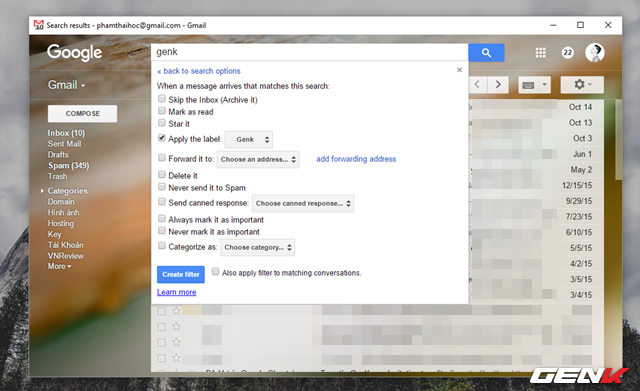 Search results - phamthaihoc@gmail.com - Gmail
Google
genk
22
Gmail
« back to search options
When a message arrives that matches this search:
Skip the Inbox (Archive it)
Mark as read
Star it
Apply the label: Genk
Forward it to: Choose an address... add forwarding address
Delete it
Never send it to Spam
Send canned response: Choose canned response...
Always mark it as important
Never mark it as important
Categorize as: Choose category...
Create filter Also apply filter to matching conversations.
Learn more
COMPOSE
Inbox (10)
Sent Mail
Drafts
Spam (349)
Trash
Categories
Domain
Hình ảnh
Hosting
Key
Tài Khoản
VNReview
More
Oct 14
Oct 13
Oct 3
Jun 1
May 2
12/15/15
9/29/15
7/23/15
6/10/15
5/5/15
4/2/15
3/5/15
3/4/15
GENK